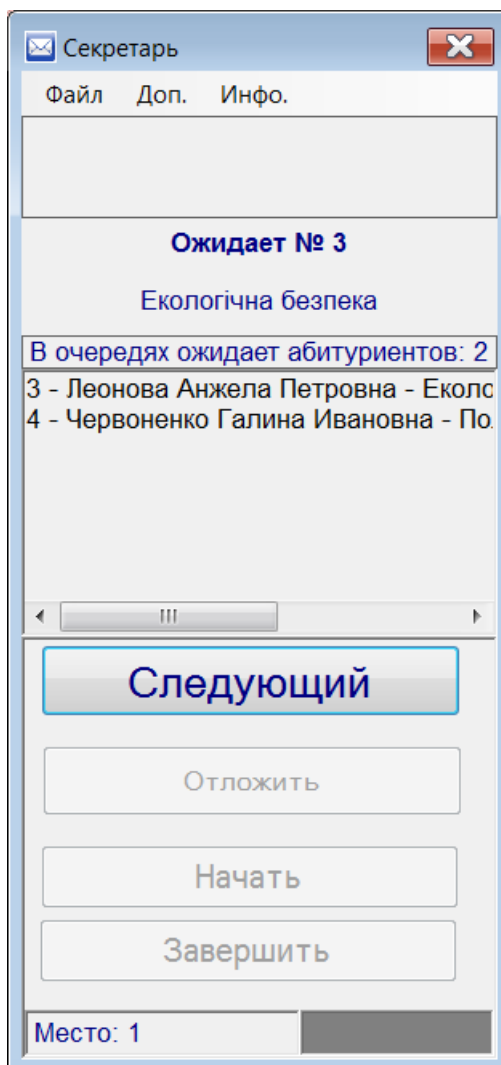 Секретарь
Файл Доп. Инфо.
Ожидает № 3
Екологічна безпека
В очередях ожидает абитуриентов: 2
3 - Леонова Анжела Петровна - Еколо
4 - Червоненко Галина Ивановна - По
Следующий
Отложить
Начать
Завершить
Место: 1